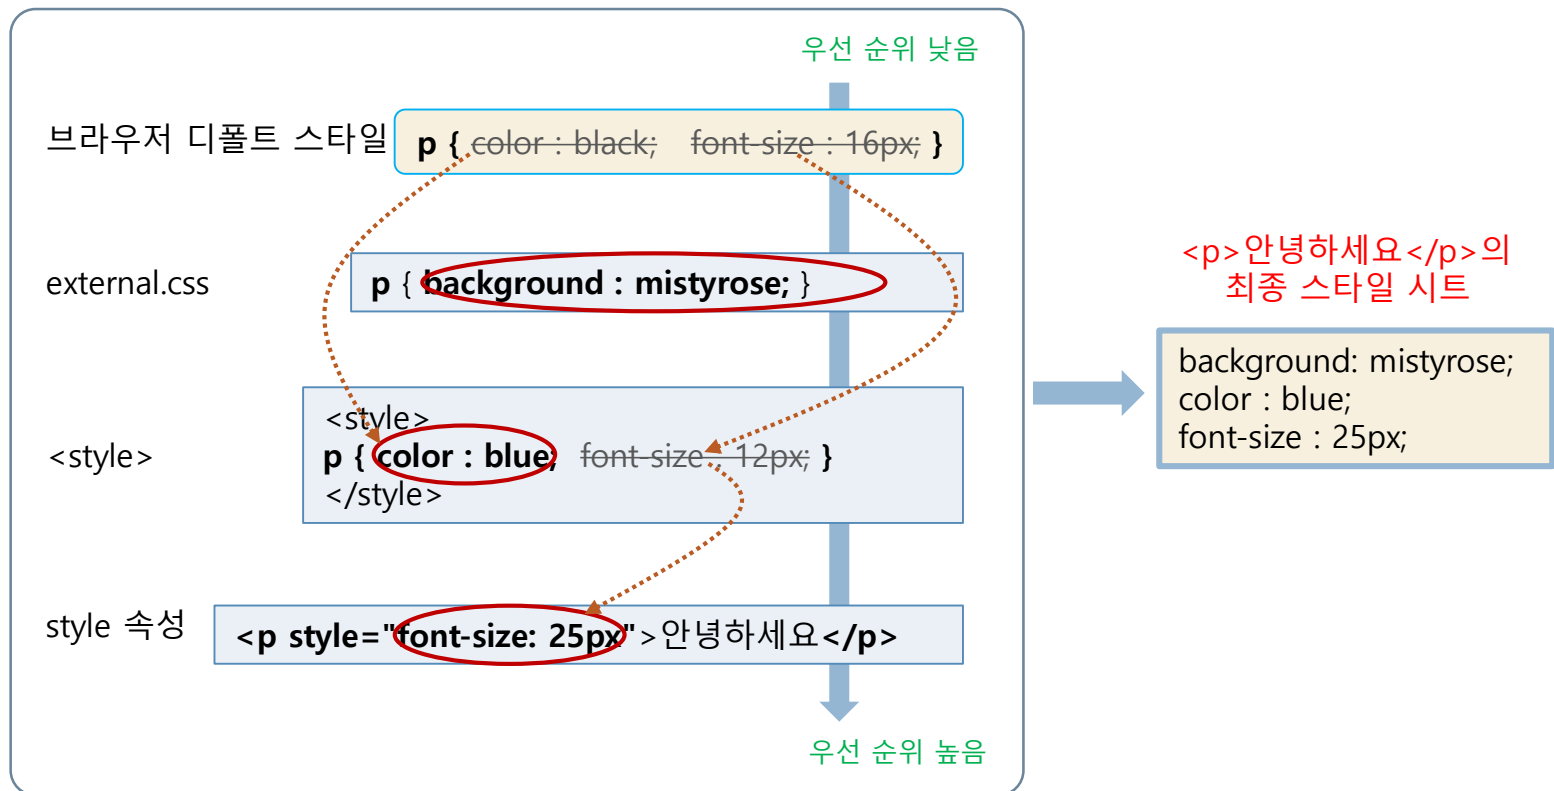 우선 순위 낮음
브라우저 디폴트 스타일
p { color : black; font-size : 16px; }
external.css
p { background : mistyrose; }
<style>
<style>
p { color : blue; font-size : 12px; }
</style>
style 속성
<p style="font-size: 25px">안녕하세요</p>
우선 순위 높음
<p>안녕하세요</p>의
최종 스타일 시트
background: mistyrose;
color : blue;
font-size : 25px;